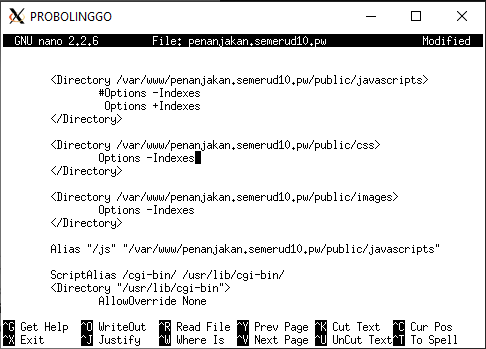 PROBOLINGGO
GNU nano 2.2.6 File: penanjakan.semerud10.pw Modified
<Directory /var/www/penanjakan.semerud10.pw/public/javascripts>
#Options -Indexes
Options +Indexes
</Directory>
<Directory /var/www/penanjakan.semerud10.pw/public/css>
Options -Indexes
</Directory>
<Directory /var/www/penanjakan.semerud10.pw/public/images>
Options -Indexes
</Directory>
Alias "/js" "/var/www/penanjakan.semerud10.pw/public/javascripts"
ScriptAlias /cgi-bin/ /usr/lib/cgi-bin/
<Directory "/usr/lib/cgi-bin">
AllowOverride None
^G Get Help ^O WriteOut ^R Read File ^Y Prev Page ^K Cut Text ^C Cur Pos
^X Exit ^J Justify ^W Where Is ^V Next Page ^U UnCut Text ^T To Spell